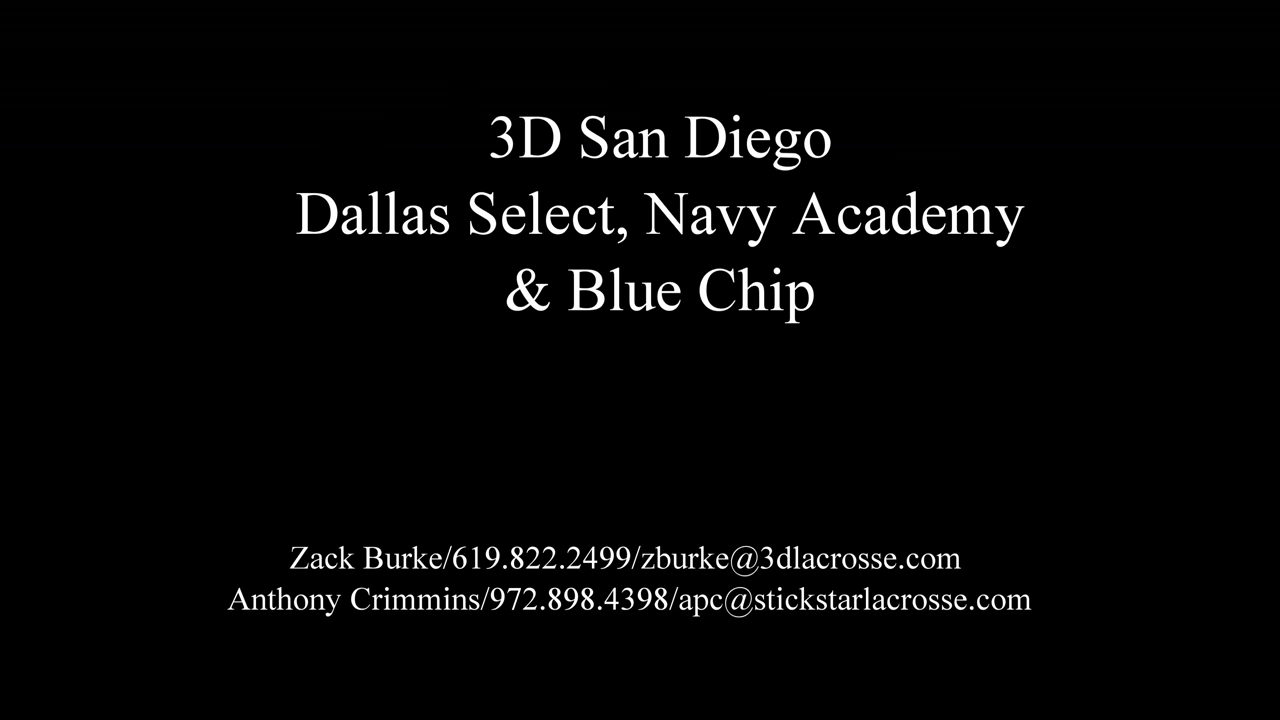 3D San Diego
Dallas Select, Navy Academy
& Blue Chip
Zack Burke/619.822.2499/zburke@3dlacrosse.com
Anthony Crimmins/972.898.4398/apc@stickstarlacrosse.com